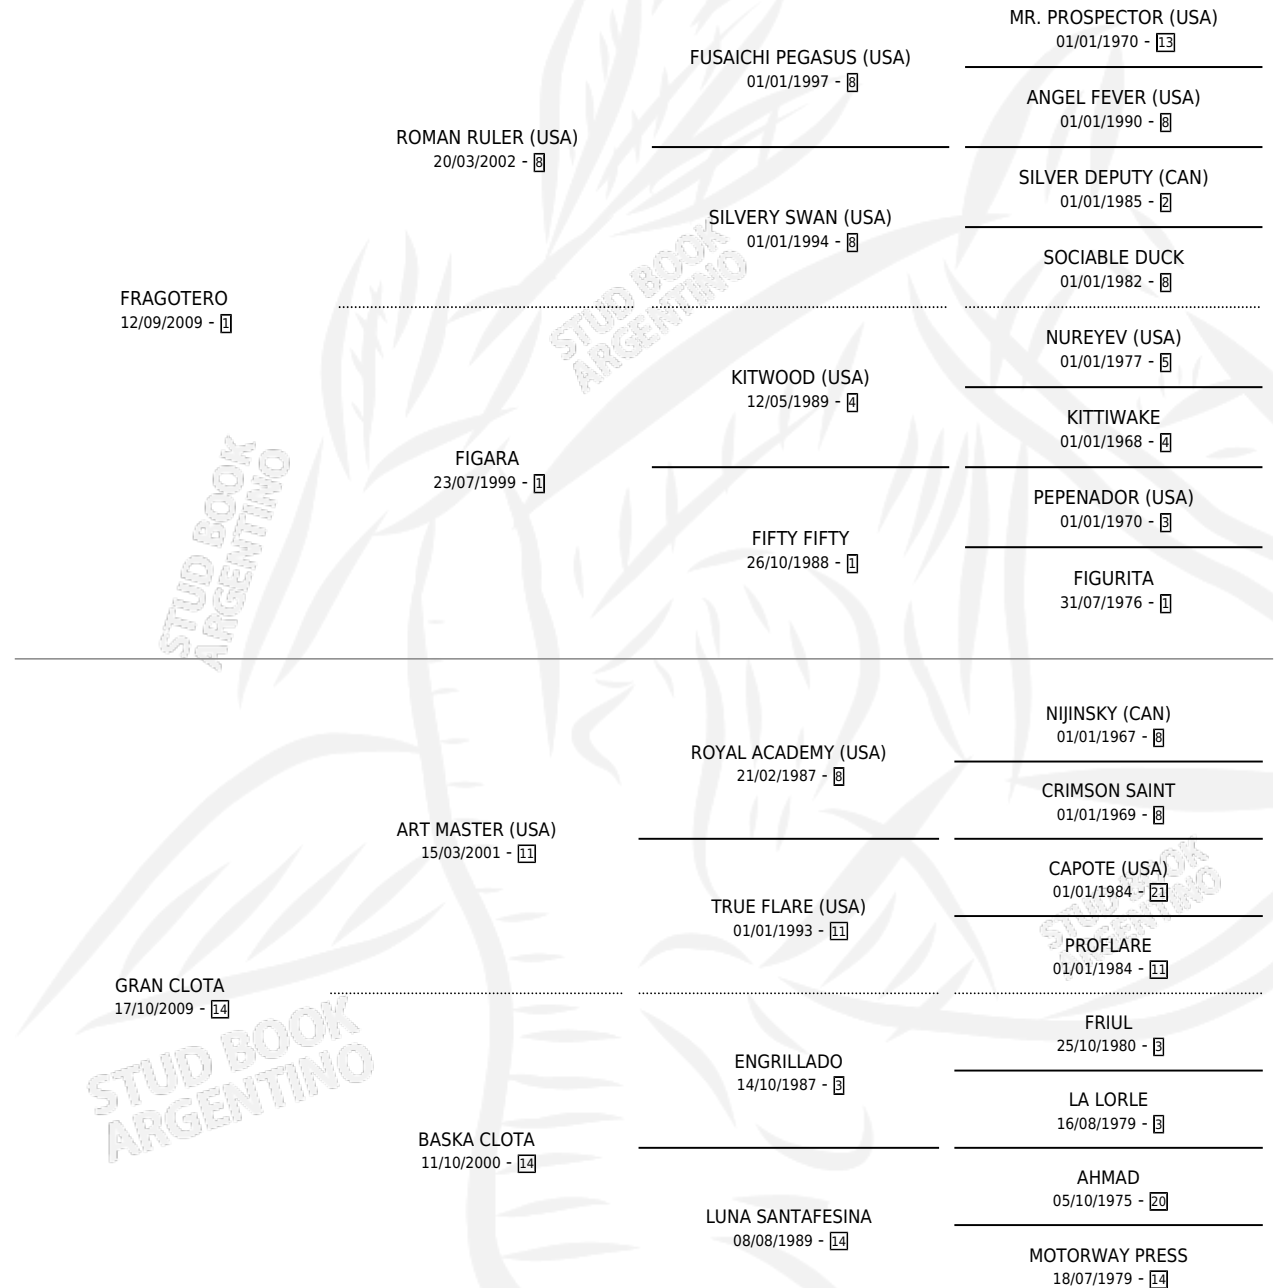 MR. PROSPECTOR (USA)
01/01/1970 - 13
FUSAICHI PEGASUS (USA)
01/01/1997 - 8
ANGEL FEVER (USA)
01/01/1990 - 8
ROMAN RULER (USA)
20/03/2002 - 8
SILVER DEPUTY (CAN)
01/01/1985 - 2
SILVERY SWAN (USA)
01/01/1994 - 8
SOCIABLE DUCK
01/01/1982 - 8
FRAGOTERO
12/09/2009 - 1
NUREYEV (USA)
01/01/1977 - 5
KITWOOD (USA)
12/05/1989 - 4
KITTIWAKE
01/01/1968 - 4
FIGARA
23/07/1999 - 1
PEPENADOR (USA)
01/01/1970 - 3
FIFTY FIFTY
26/10/1988 - 1
FIGURITA
31/07/1976 - 1
NIJINSKY (CAN)
01/01/1967 - 8
ROYAL ACADEMY (USA)
21/02/1987 - 8
CRIMSON SAINT
01/01/1969 - 8
ART MASTER (USA)
15/03/2001 - 11
CAPOTE (USA)
01/01/1984 - 21
TRUE FLARE (USA)
01/01/1993 - 11
PROFLARE
01/01/1984 - 11
GRAN CLOTA
17/10/2009 - 14
FRIUL
25/10/1980 - 3
ENGRILLADO
14/10/1987 - 3
LA LORLE
16/08/1979 - 3
BASKA CLOTA
11/10/2000 - 14
AHMAD
05/10/1975 - 20
LUNA SANTAFESINA
08/08/1989 - 14
MOTORWAY PRESS
18/07/1979 - 14
STUD BOOK
ARGENTINO
STUD BOOK
ARGENTINO
STUD BOOK
ARGENTINO
STUD BOOK
ARGENTINO